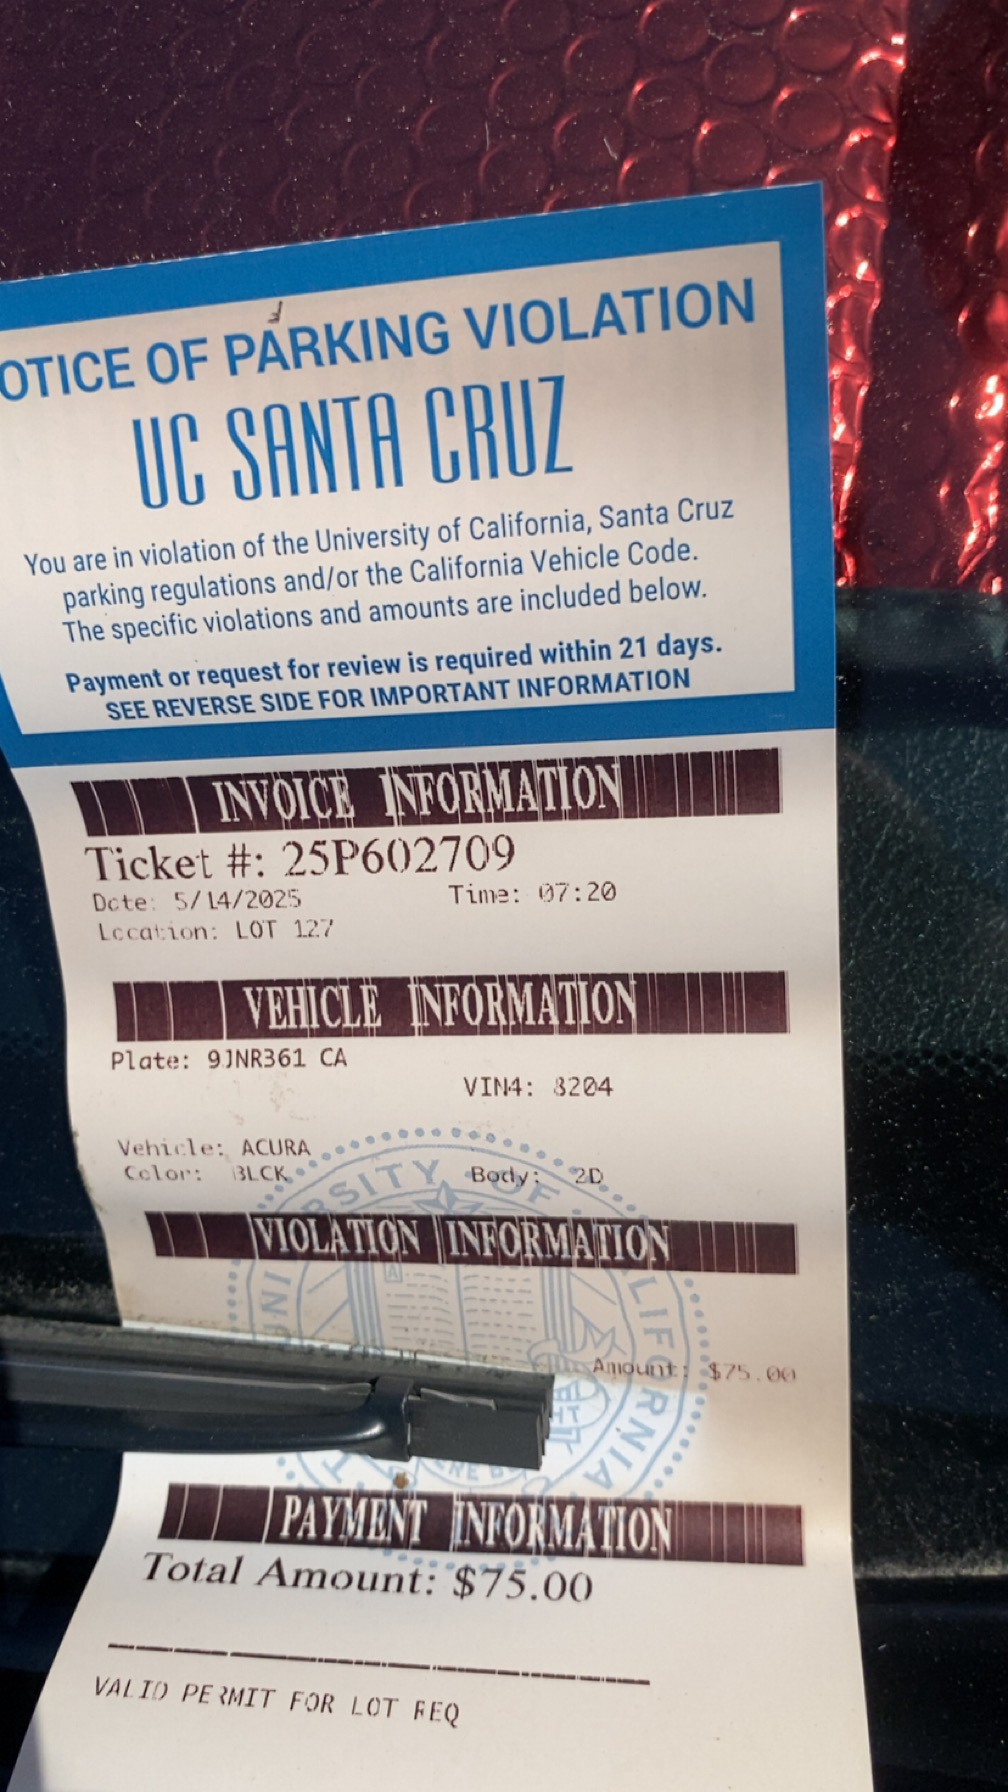 OTICE OF PARKING VIOLATION
UC SANTA CRUZ
You are in violation of the University of California, Santa Cruz
parking regulations and/or the California Vehicle Code.
The specific violations and amounts are included below.
Payment or request for review is required within 21 days.
SEE REVERSE SIDE FOR IMPORTANT INFORMATION
INVOICE INFORMATION
Ticket #: 25P602709
Date: 5/14/2025 Time: 07:20
Location: LOT 127
VEHICLE INFORMATION
Plate: 9JNR361 CA
VIN4: 8204
Vehicle: ACURA
Color: BLCK Body: 2D
VIOLATION INFORMATION
Amount: $75.00
PAYMENT INFORMATION
Total Amount: $75.00
VALID PERMIT FOR LOT REQ